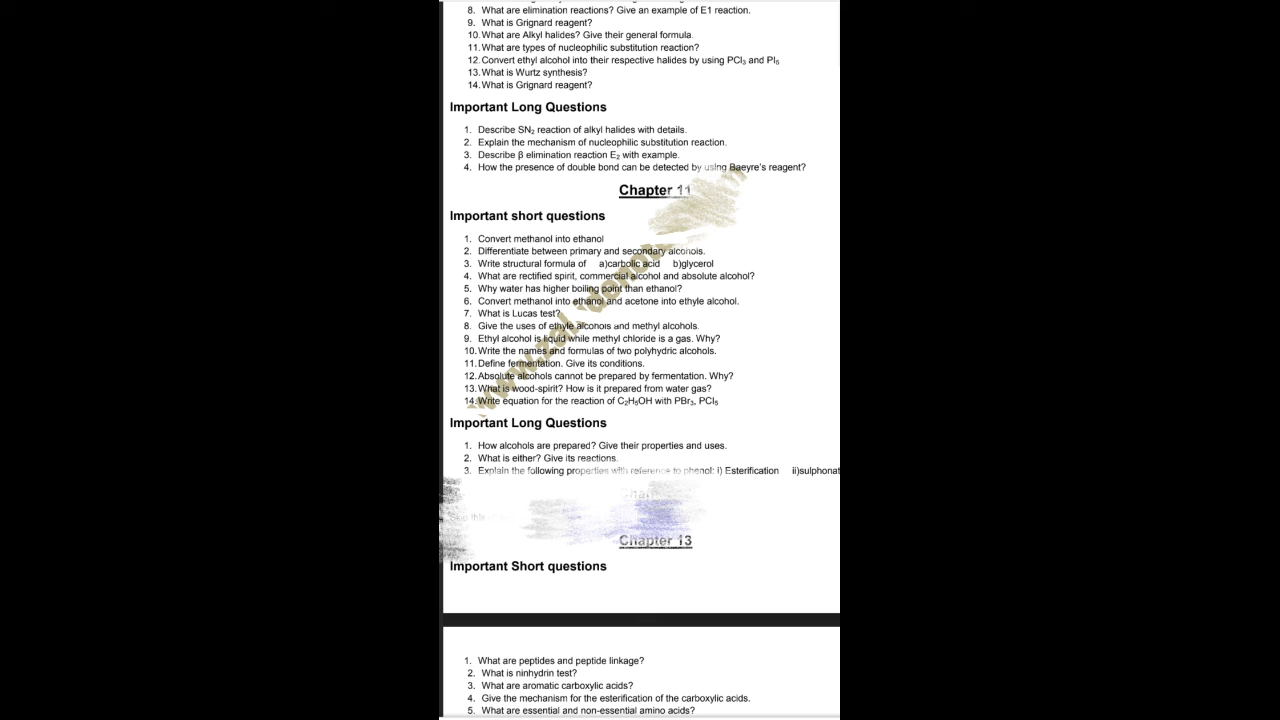 8. What are elimination reactions? Give an example of E1 reaction.
9. What is Grignard reagent?
10. What are Alkyl halides? Give their general formula.
11. What are types of nucleophilic substitution reaction?
12. Convert ethyl alcohol into their respective halides by using PCl₃ and PI₅
13. What is Wurtz synthesis?
14. What is Grignard reagent?
Important Long Questions
1. Describe SN₂ reaction of alkyl halides with details.
2. Explain the mechanism of nucleophilic substitution reaction.
3. Describe β elimination reaction E₂ with example.
4. How the presence of double bond can be detected by using Baeyre's reagent?
Chapter 11
Important short questions
1. Convert methanol into ethanol
2. Differentiate between primary and secondary alcohols.
3. Write structural formula of a)carbolic acid b)glycerol
4. What are rectified spirit, commercial alcohol and absolute alcohol?
5. Why water has higher boiling point than ethanol?
6. Convert methanol into ethanol and acetone into ethyle alcohol.
7. What is Lucas test?
8. Give the uses of ethyle alcohols and methyl alcohols.
9. Ethyl alcohol is liquid while methyl chloride is a gas. Why?
10. Write the names and formulas of two polyhydric alcohols.
11. Define fermentation. Give its conditions.
12. Absolute alcohols cannot be prepared by fermentation. Why?
13. What is wood-spirit? How is it prepared from water gas?
14. Write equation for the reaction of C₂H₅OH with PBr₃, PCl₅
Important Long Questions
1. How alcohols are prepared? Give their properties and uses.
2. What is either? Give its reactions.
3. Explain the following properties with reference to phenol: i) Esterification ii)sulphonat
Chapter 13
Important Short questions
1. What are peptides and peptide linkage?
2. What is ninhydrin test?
3. What are aromatic carboxylic acids?
4. Give the mechanism for the esterification of the carboxylic acids.
5. What are essential and non-essential amino acids?